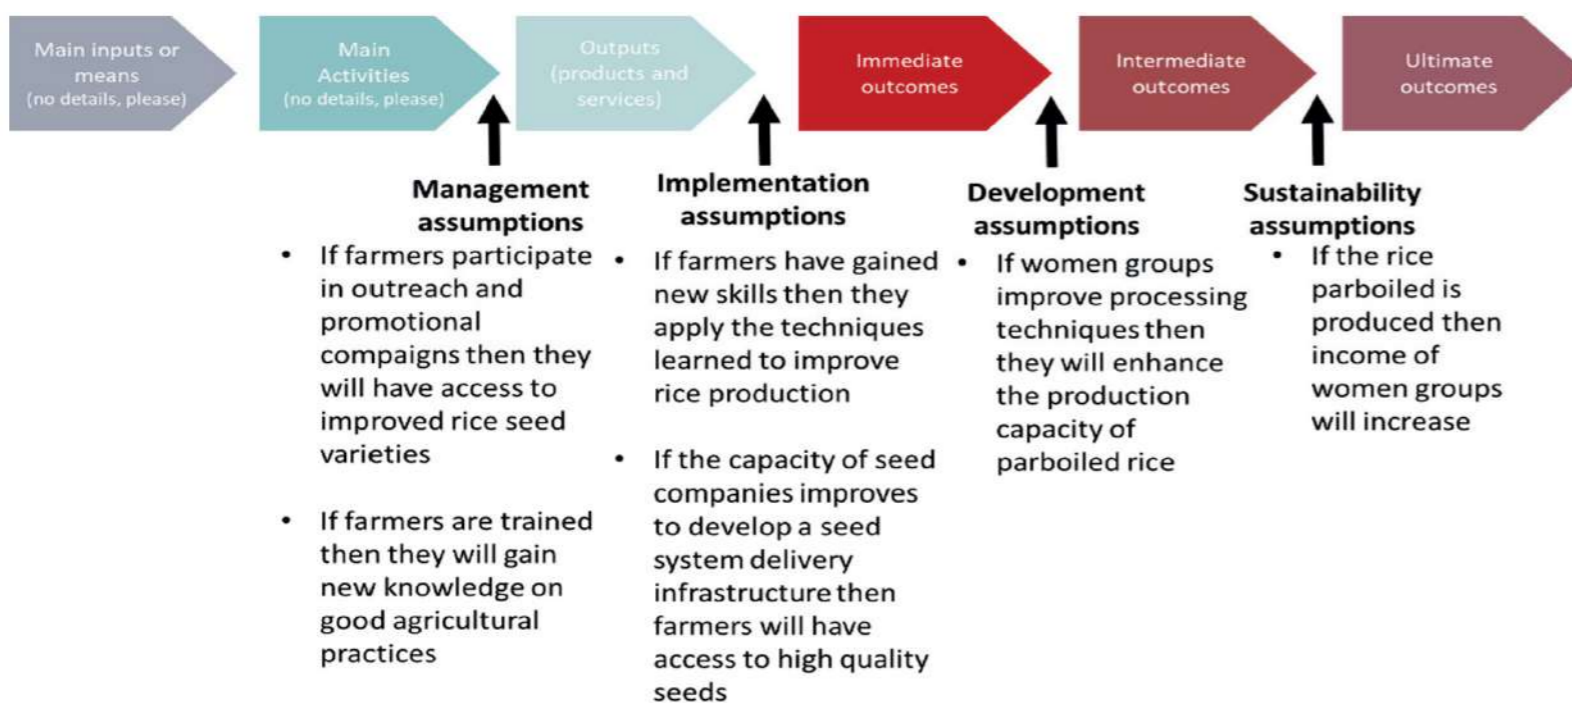 Main inputs or
means
(no details, please)
Main
Activities
(no details, please)
Outputs
(products and
services)
Immediate
outcomes
Intermediate
outcomes
Ultimate
outcomes
Management
assumptions
• If farmers participate
in outreach and
promotional
compaigns then they
will have access to
improved rice seed
varieties
• If farmers are trained
then they will gain
new knowledge on
good agricultural
practices
Implementation
assumptions
• If farmers have gained
new skills then they
apply the techniques
learned to improve
rice production
• If the capacity of seed
companies improves
to develop a seed
system delivery
infrastructure then
farmers will have
access to high quality
seeds
Development
assumptions
• If women groups
improve processing
techniques then
they will enhance
the production
capacity of
parboiled rice
Sustainability
assumptions
• If the rice
parboiled is
produced then
income of
women groups
will increase